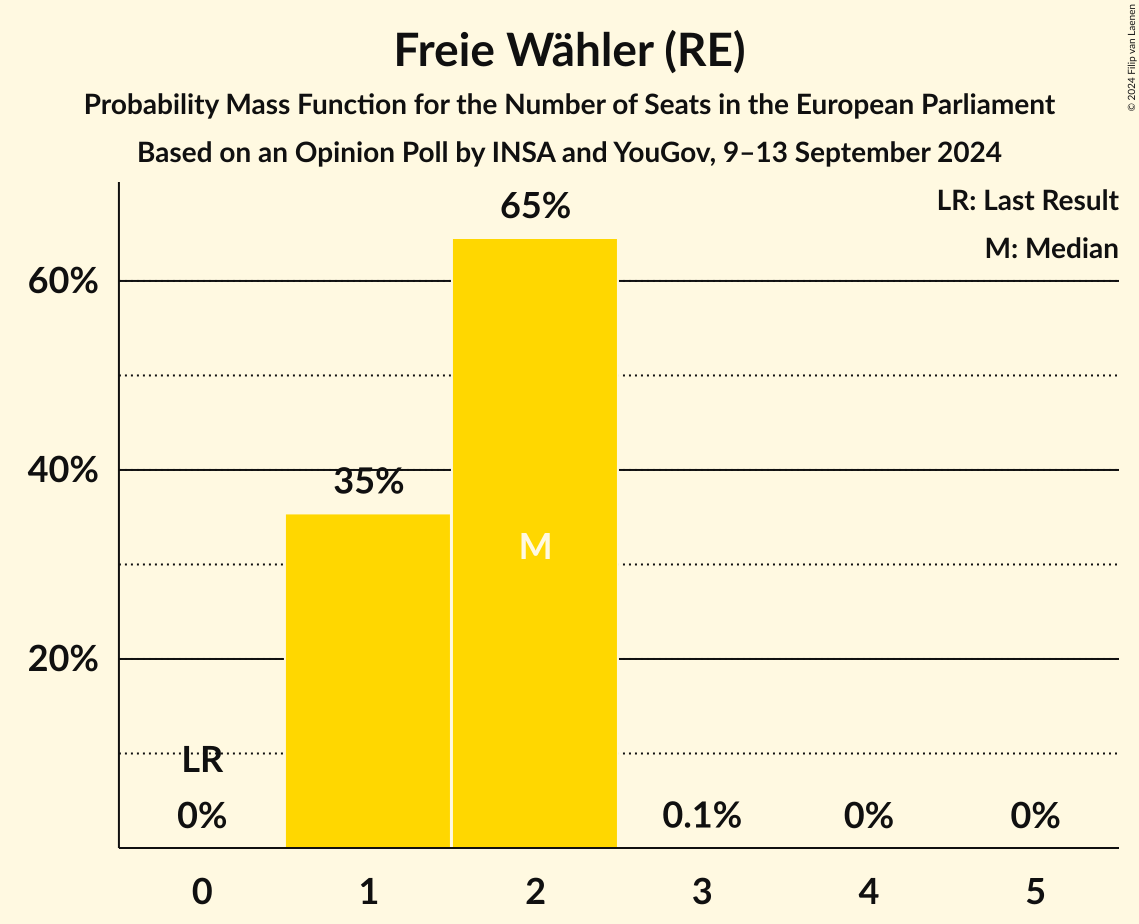 Freie Wähler (RE)
Probability Mass Function for the Number of Seats in the European Parliament
Based on an Opinion Poll by INSA and YouGov, 9–13 September 2024
© 2024 Filip van Laenen
LR: Last Result
M: Median
65%
60%
40%
35%
M
20%
LR
0%
0.1%
0%
0%
0
1
2
3
4
5